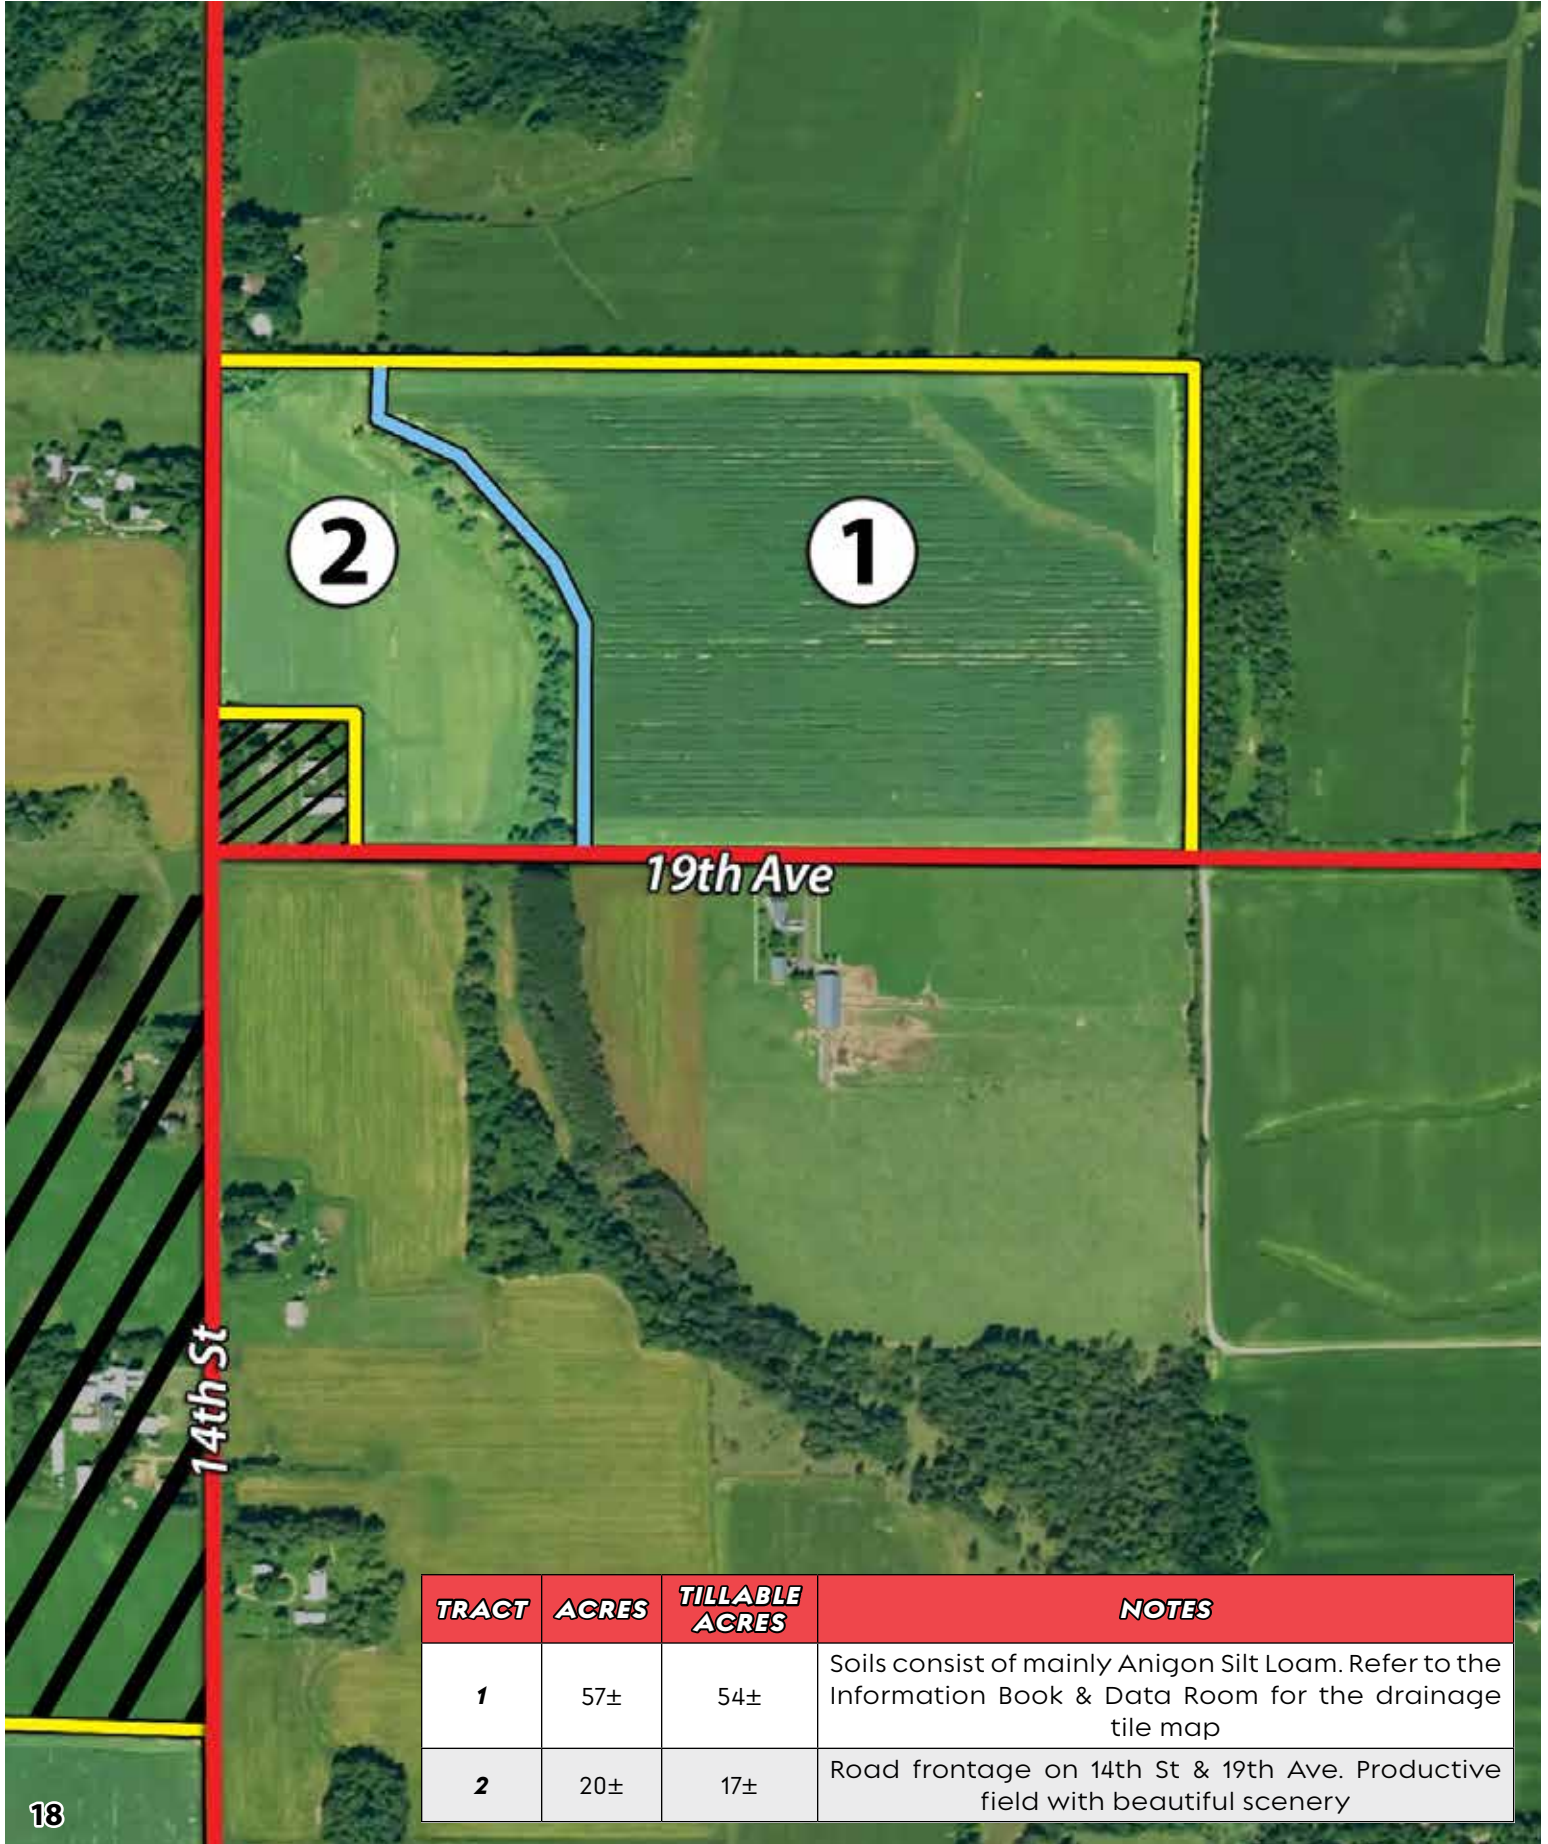 2
1
19th Ave
14th St
TRACT ACRES TILLABLE ACRES NOTES
1 57± 54± Soils consist of mainly Anigon Silt Loam. Refer to the
Information Book & Data Room for the drainage
tile map
2 20± 17± Road frontage on 14th St & 19th Ave. Productive
field with beautiful scenery
18